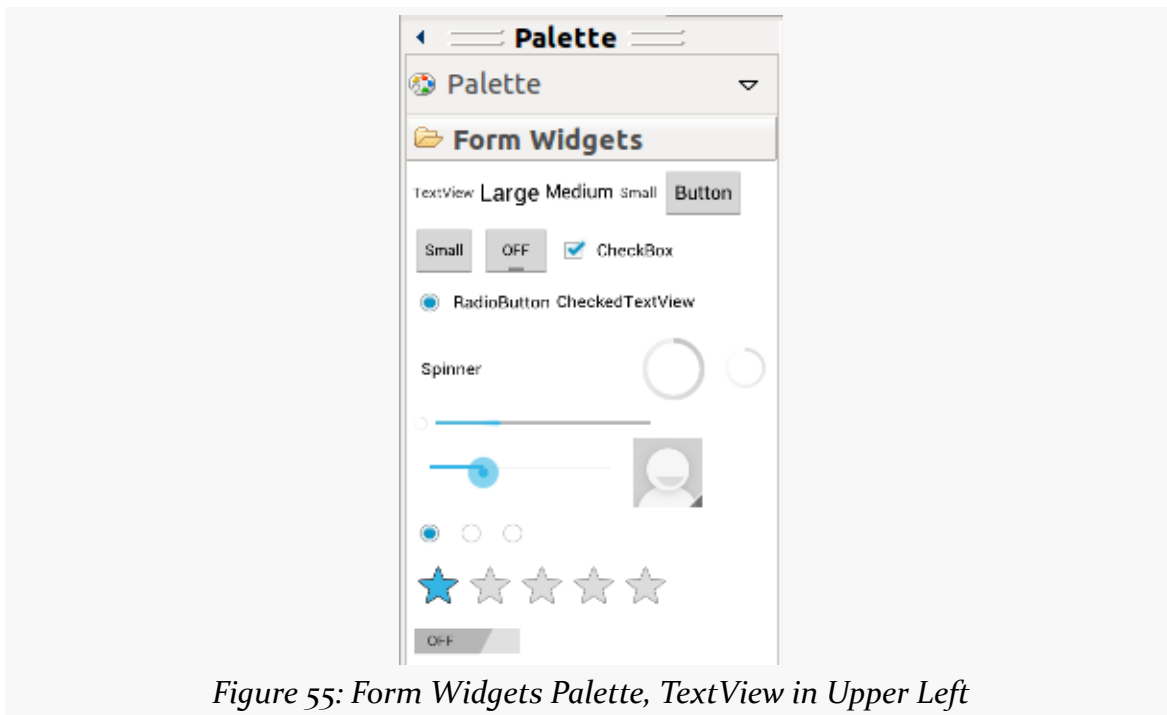 Palette
Palette
Form Widgets
TextView Large Medium Small Button
Small OFF CheckBox
RadioButton CheckedTextView
Spinner
OFF
Figure 55: Form Widgets Palette, TextView in Upper Left